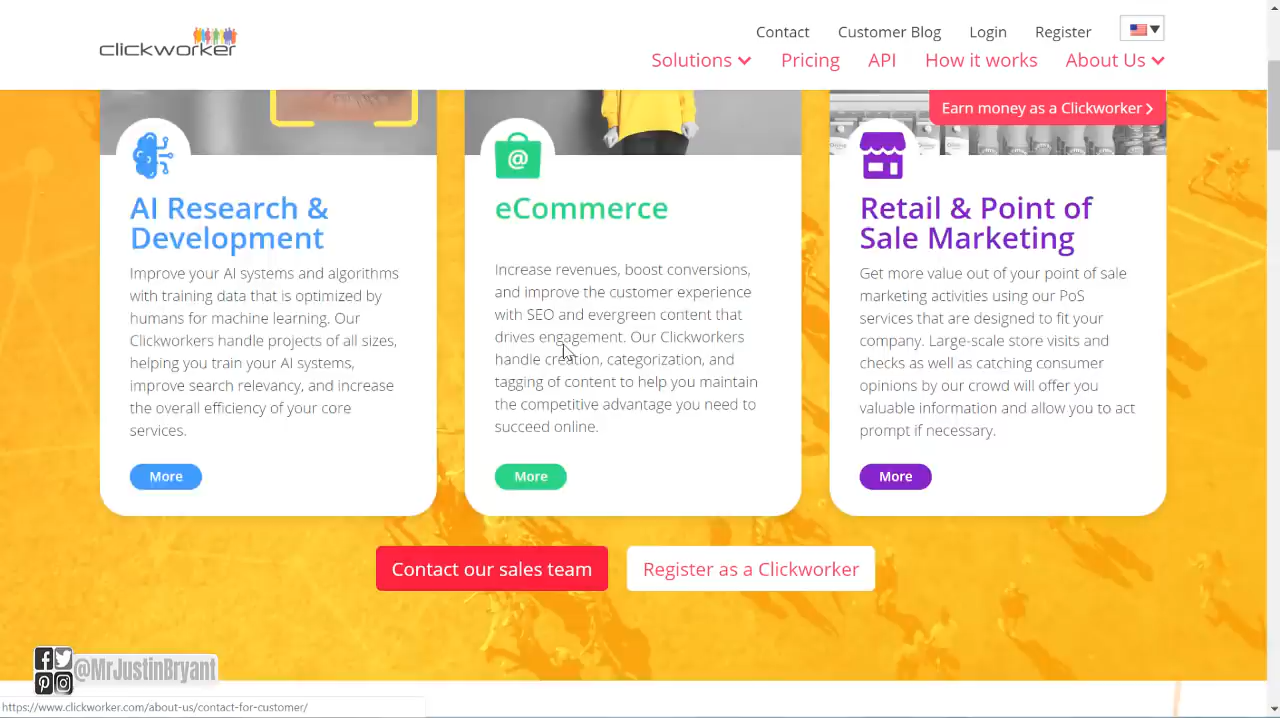 clickworker
Contact
Customer Blog
Login
Register
Solutions
Pricing
API
How it works
About Us
Earn money as a Clickworker
AI Research &
Development
Improve your AI systems and algorithms
with training data that is optimized by
humans for machine learning. Our
Clickworkers handle projects of all sizes,
helping you train your AI systems,
improve search relevancy, and increase
the overall efficiency of your core
services.
More
@
eCommerce
Increase revenues, boost conversions,
and improve the customer experience
with SEO and evergreen content that
drives engagement. Our Clickworkers
handle creation, categorization, and
tagging of content to help you maintain
the competitive advantage you need to
succeed online.
More
Retail & Point of
Sale Marketing
Get more value out of your point of sale
marketing activities using our PoS
services that are designed to fit your
company. Large-scale store visits and
checks as well as catching consumer
opinions by our crowd will offer you
valuable information and allow you to act
prompt if necessary.
More
Contact our sales team
Register as a Clickworker
@MrJustinBryant
https://www.clickworker.com/about-us/contact-for-customer/